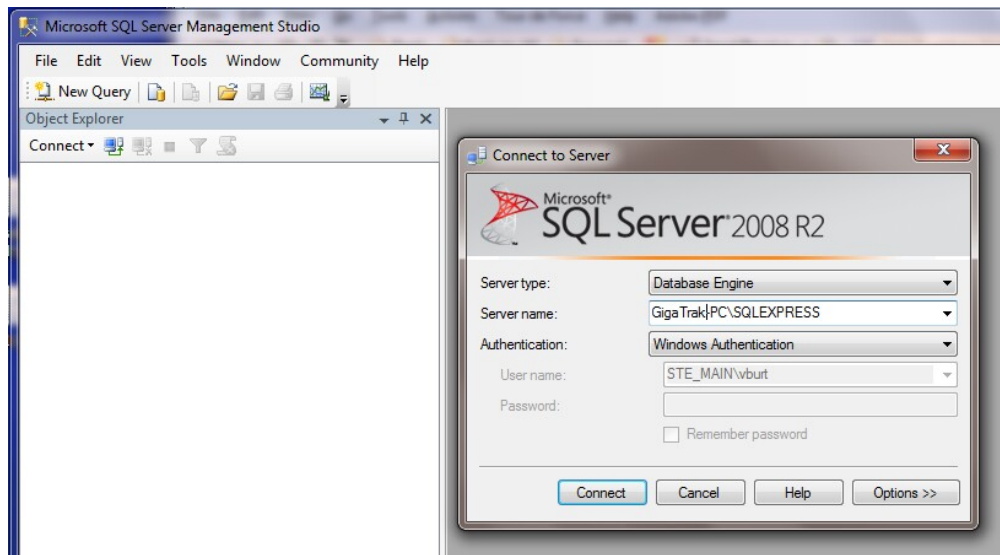 Microsoft SQL Server Management Studio
File Edit View Tools Window Community Help
New Query
Object Explorer
Connect
Connect to Server
Microsoft®
SQL Server® 2008 R2
Server type: Database Engine
Server name: GigaTrak-PC\SQLEXPRESS
Authentication: Windows Authentication
User name: STE_MAIN\vburt
Password:
Remember password
Connect Cancel Help Options >>